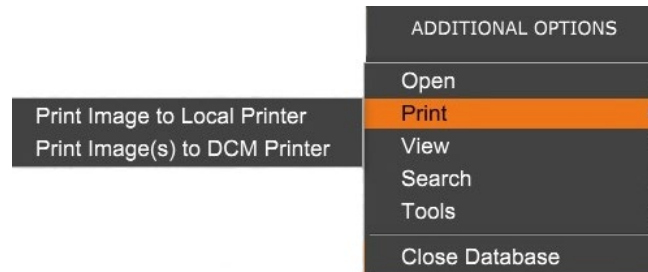 ADDITIONAL OPTIONS
Open
Print
View
Search
Tools
Close Database
Print Image to Local Printer
Print Image(s) to DCM Printer